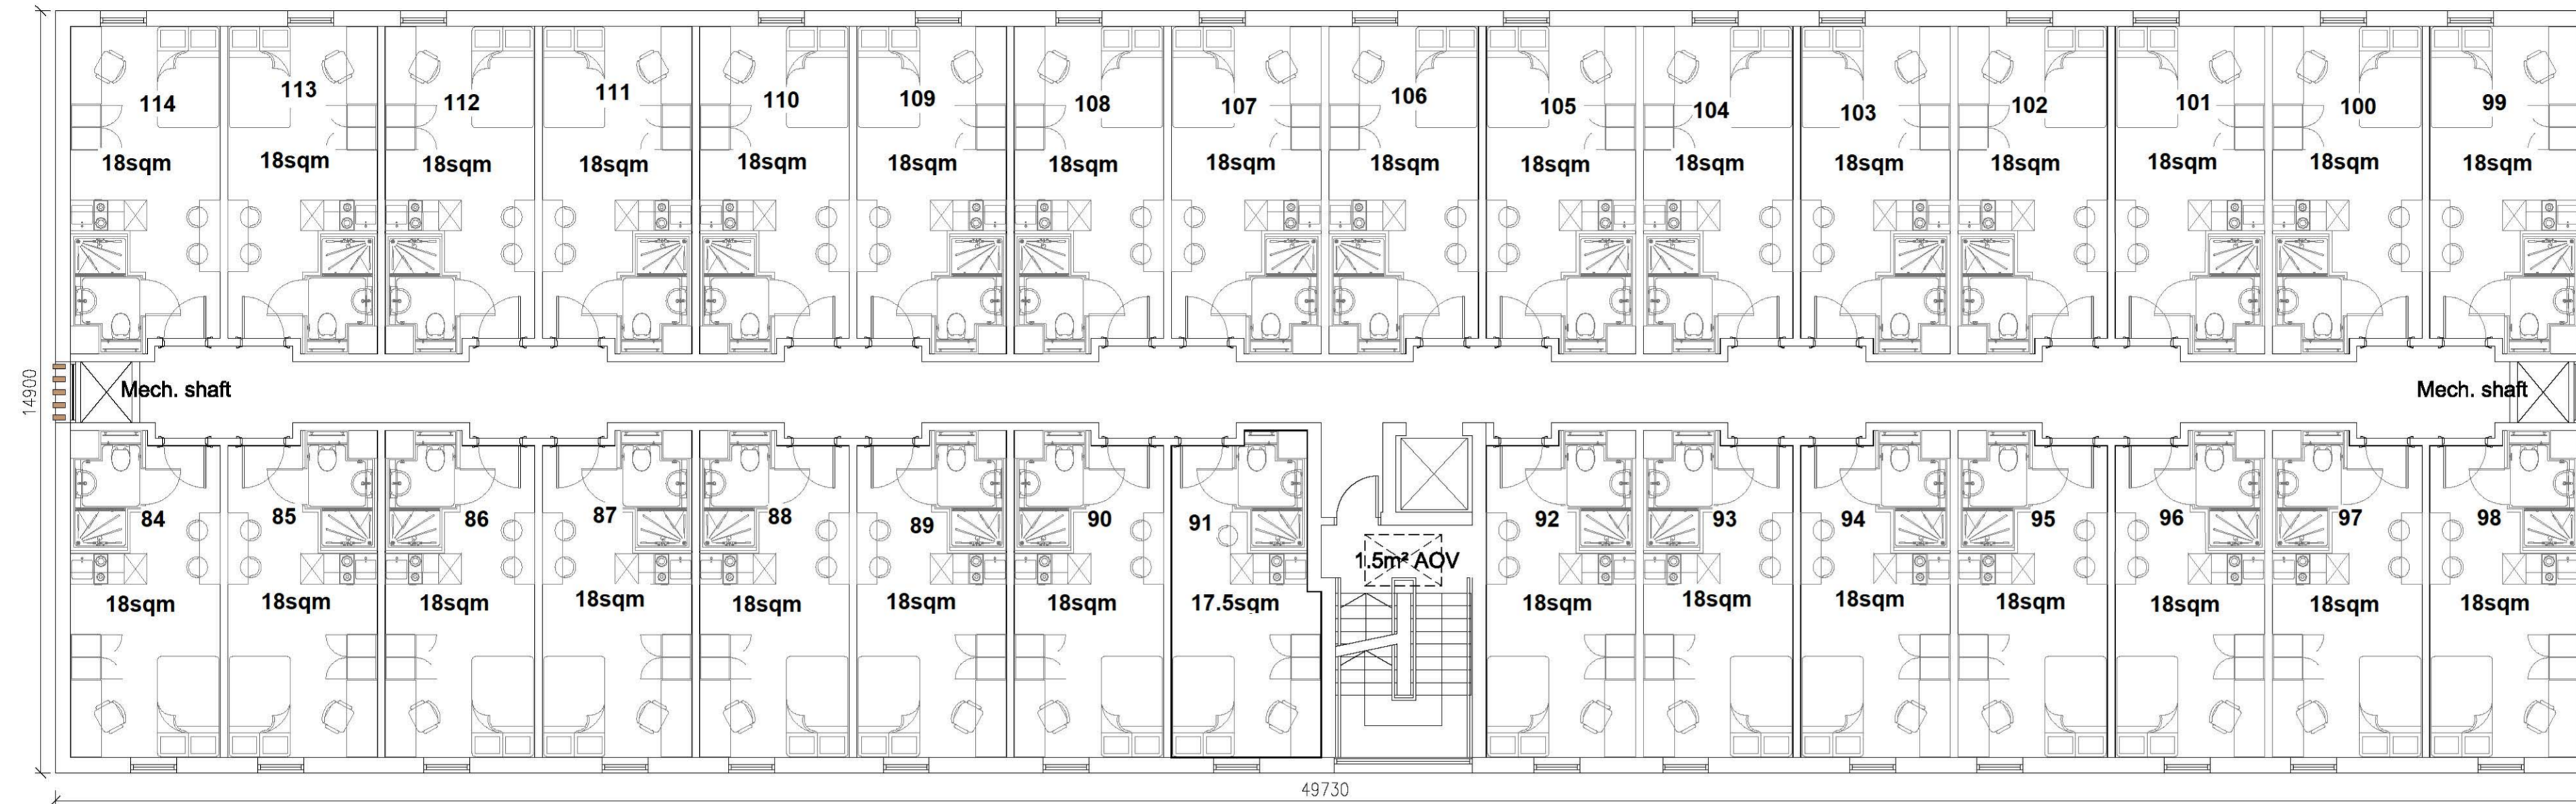 114 113 112 111 110 109 108 107 106 105 104 103 102 101 100 99
18sqm 18sqm 18sqm 18sqm 18sqm 18sqm 18sqm 18sqm 18sqm 18sqm 18sqm 18sqm 18sqm 18sqm 18sqm 18sqm
14900
Mech. shaft Mech. shaft
84 85 86 87 88 89 90 91 92 93 94 95 96 97 98
1.5m² AOV
18sqm 18sqm 18sqm 18sqm 18sqm 18sqm 18sqm 17.5sqm 18sqm 18sqm 18sqm 18sqm 18sqm 18sqm 18sqm
49730